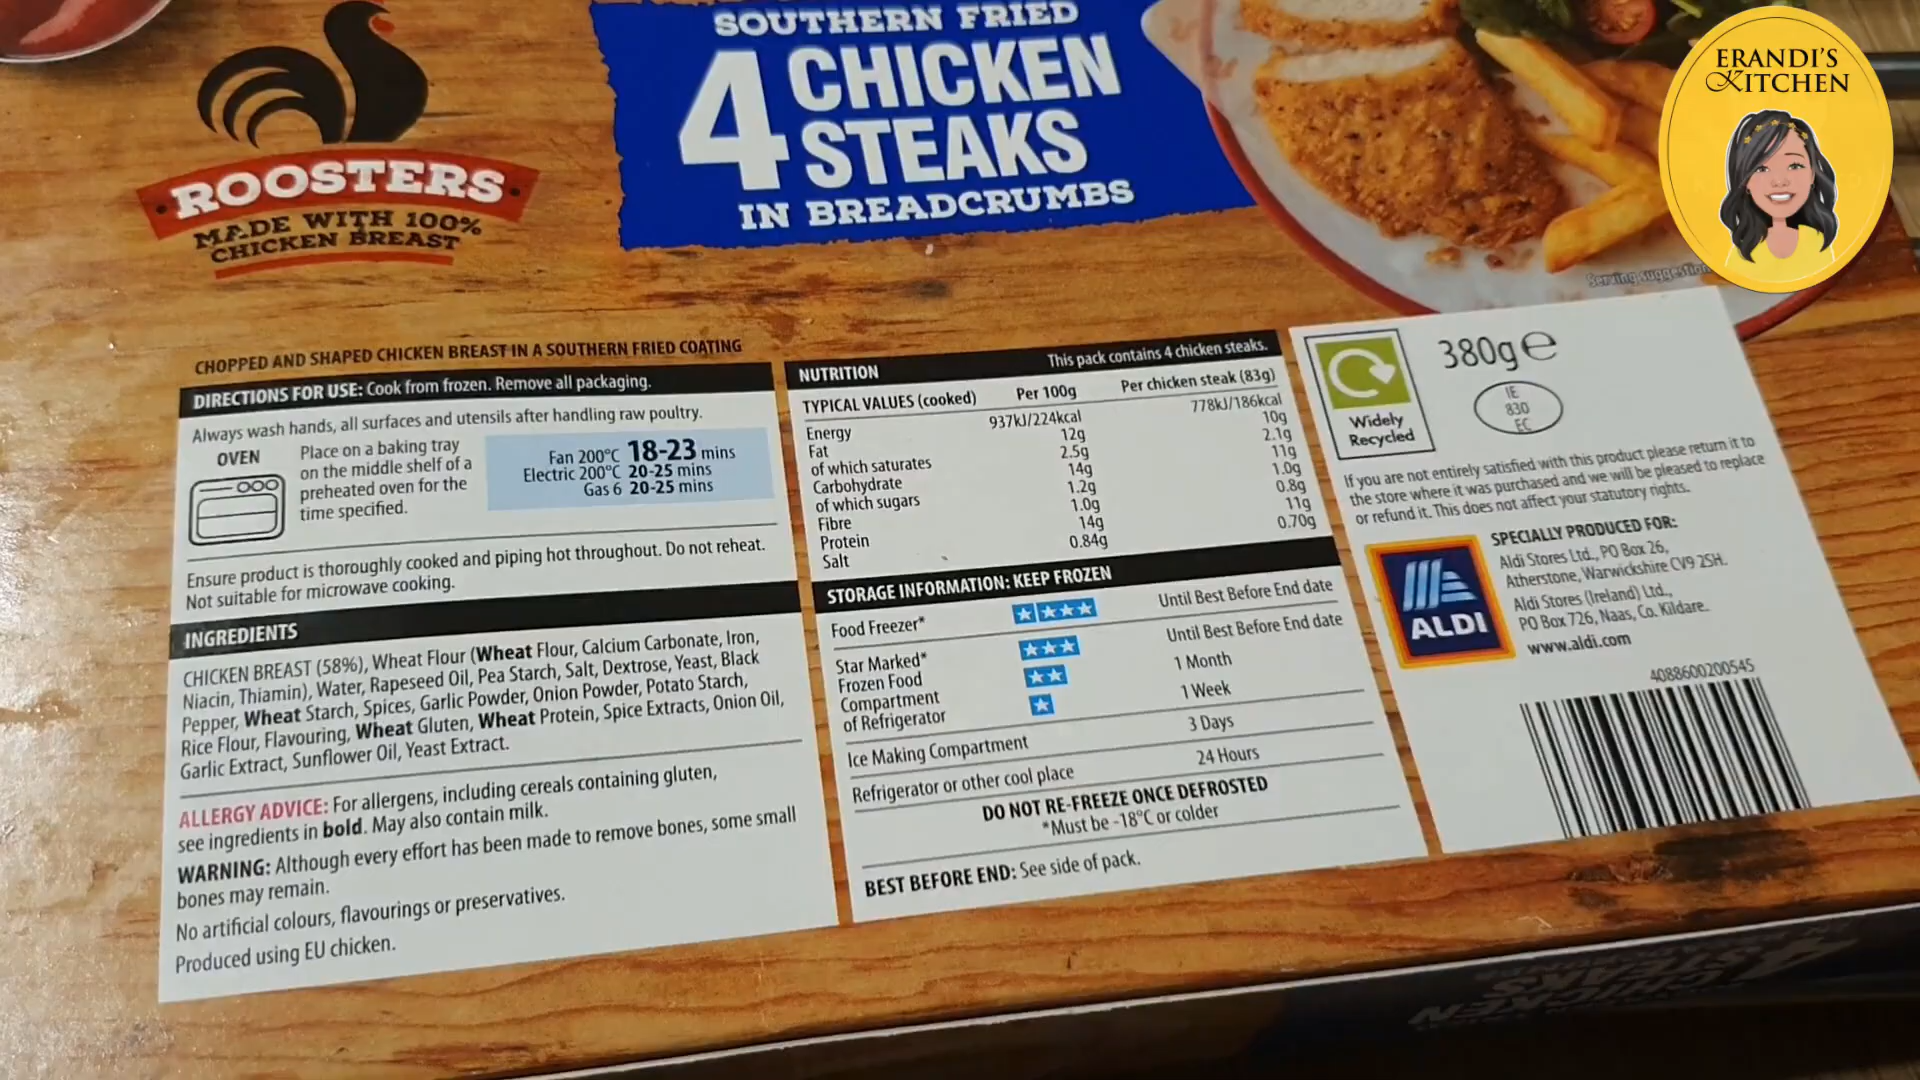 SOUTHERN FRIED
4 CHICKEN
STEAKS
IN BREADCRUMBS
ERANDI'S
KITCHEN
ROOSTERS
MADE WITH 100%
CHICKEN BREAST
Serving suggestion
CHOPPED AND SHAPED CHICKEN BREAST IN A SOUTHERN FRIED COATING
DIRECTIONS FOR USE: Cook from frozen. Remove all packaging.
Always wash hands, all surfaces and utensils after handling raw poultry.
OVEN
Place on a baking tray
on the middle shelf of a
preheated oven for the
time specified.
Fan 200°C 18-23 mins
Electric 200°C 20-25 mins
Gas 6 20-25 mins
Ensure product is thoroughly cooked and piping hot throughout. Do not reheat.
Not suitable for microwave cooking.
INGREDIENTS
CHICKEN BREAST (58%), Wheat Flour (Wheat Flour, Calcium Carbonate, Iron,
Niacin, Thiamin), Water, Rapeseed Oil, Pea Starch, Salt, Dextrose, Yeast, Black
Pepper, Wheat Starch, Spices, Garlic Powder, Onion Powder, Potato Starch,
Rice Flour, Flavouring, Wheat Gluten, Wheat Protein, Spice Extracts, Onion Oil,
Garlic Extract, Sunflower Oil, Yeast Extract.
ALLERGY ADVICE: For allergens, including cereals containing gluten,
see ingredients in bold. May also contain milk.
WARNING: Although every effort has been made to remove bones, some small
bones may remain.
No artificial colours, flavourings or preservatives.
Produced using EU chicken.
NUTRITION This pack contains 4 chicken steaks.
TYPICAL VALUES (cooked) Per 100g Per chicken steak (83g)
Energy 937kJ/224kcal 778kJ/186kcal
Fat 12g 10g
of which saturates 2.5g 2.1g
Carbohydrate 14g 11g
of which sugars 1.2g 1.0g
Fibre 1.0g 0.8g
Protein 14g 11g
Salt 0.84g 0.70g
STORAGE INFORMATION: KEEP FROZEN
Food Freezer* Until Best Before End date
Star Marked* Until Best Before End date
Frozen Food 1 Month
Compartment 1 Week
of Refrigerator
Ice Making Compartment 3 Days
Refrigerator or other cool place 24 Hours
DO NOT RE-FREEZE ONCE DEFROSTED
*Must be -18°C or colder
BEST BEFORE END: See side of pack.
Widely
Recycled
380g e
IE
830
EC
If you are not entirely satisfied with this product please return it to
the store where it was purchased and we will be pleased to replace
or refund it. This does not affect your statutory rights.
SPECIALLY PRODUCED FOR:
Aldi Stores Ltd., PO Box 26,
Atherstone, Warwickshire CV9 2SH.
Aldi Stores (Ireland) Ltd.,
PO Box 726, Naas, Co. Kildare.
www.aldi.com
ALDI
4088600200545
4 CHICKEN
STEAKS